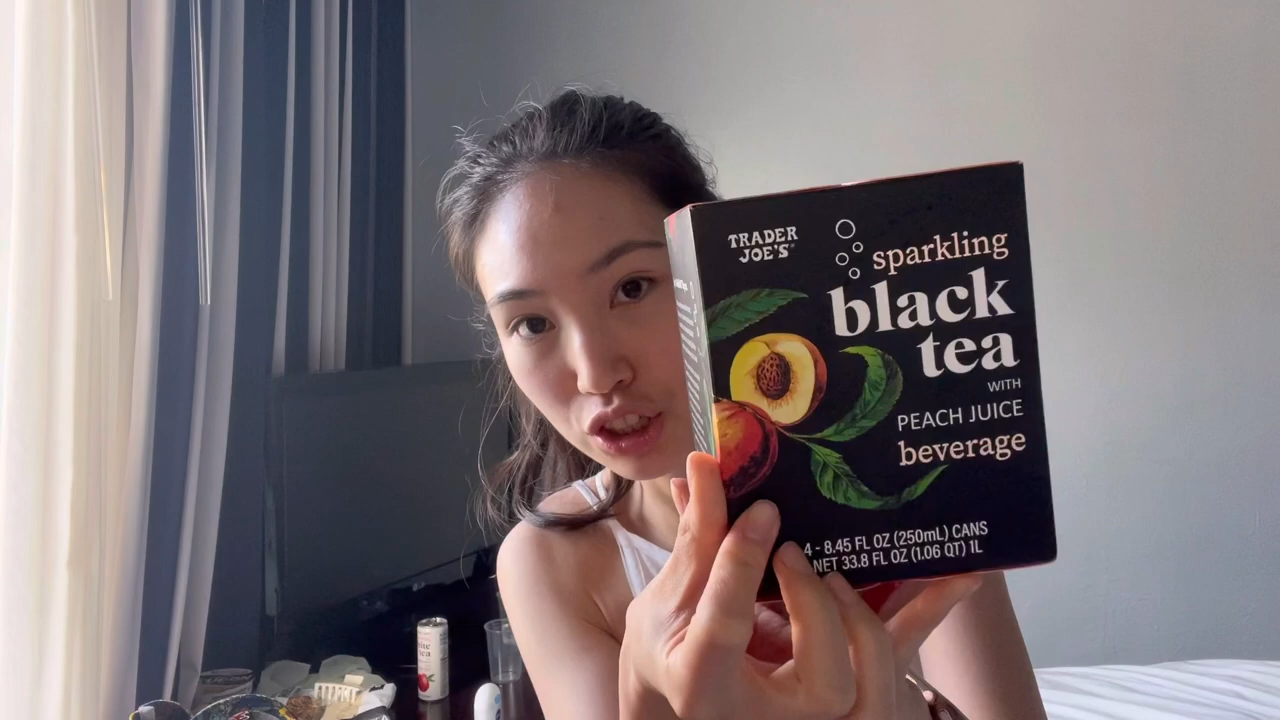 TRADER
JOE'S
sparkling
black
tea
WITH
PEACH JUICE
beverage
4 - 8.45 FL OZ (250mL) CANS
NET 33.8 FL OZ (1.06 QT) 1L
tea